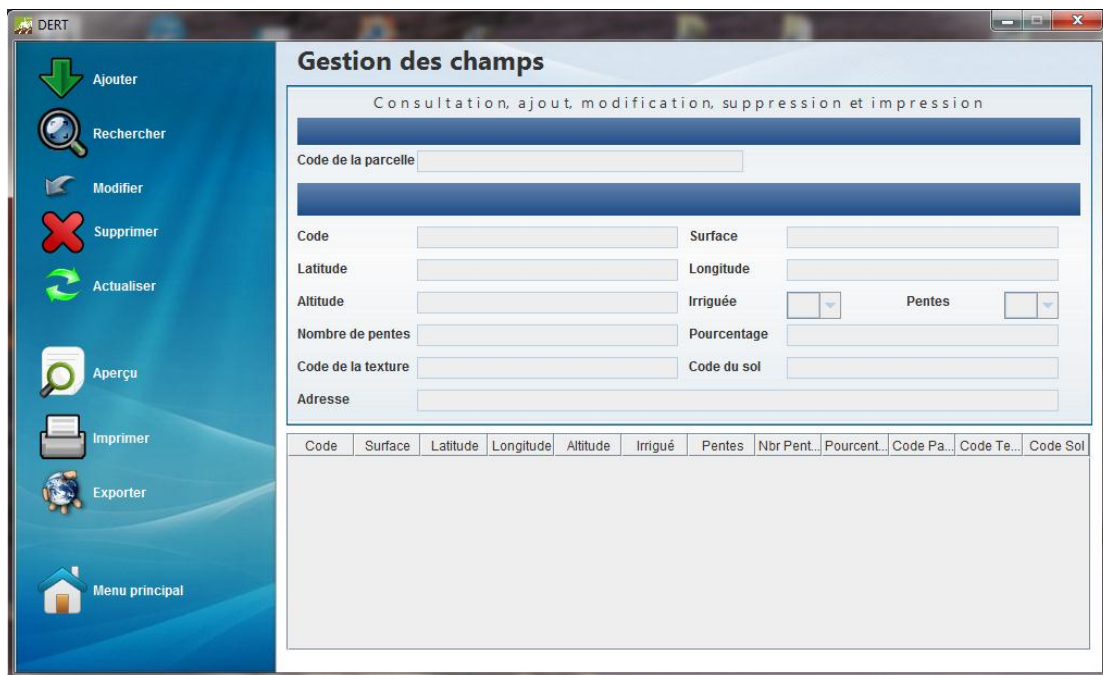 DERT
Ajouter
Rechercher
Modifier
Supprimer
Actualiser
Aperçu
Imprimer
Exporter
Menu principal
Gestion des champs
Consultation, ajout, modification, suppression et impression
Code de la parcelle
Code Surface
Latitude Longitude
Altitude Irriguée Pentes
Nombre de pentes Pourcentage
Code de la texture Code du sol
Adresse
Code Surface Latitude Longitude Altitude Irrigué Pentes Nbr Pent... Pourcent... Code Pa... Code Te... Code Sol